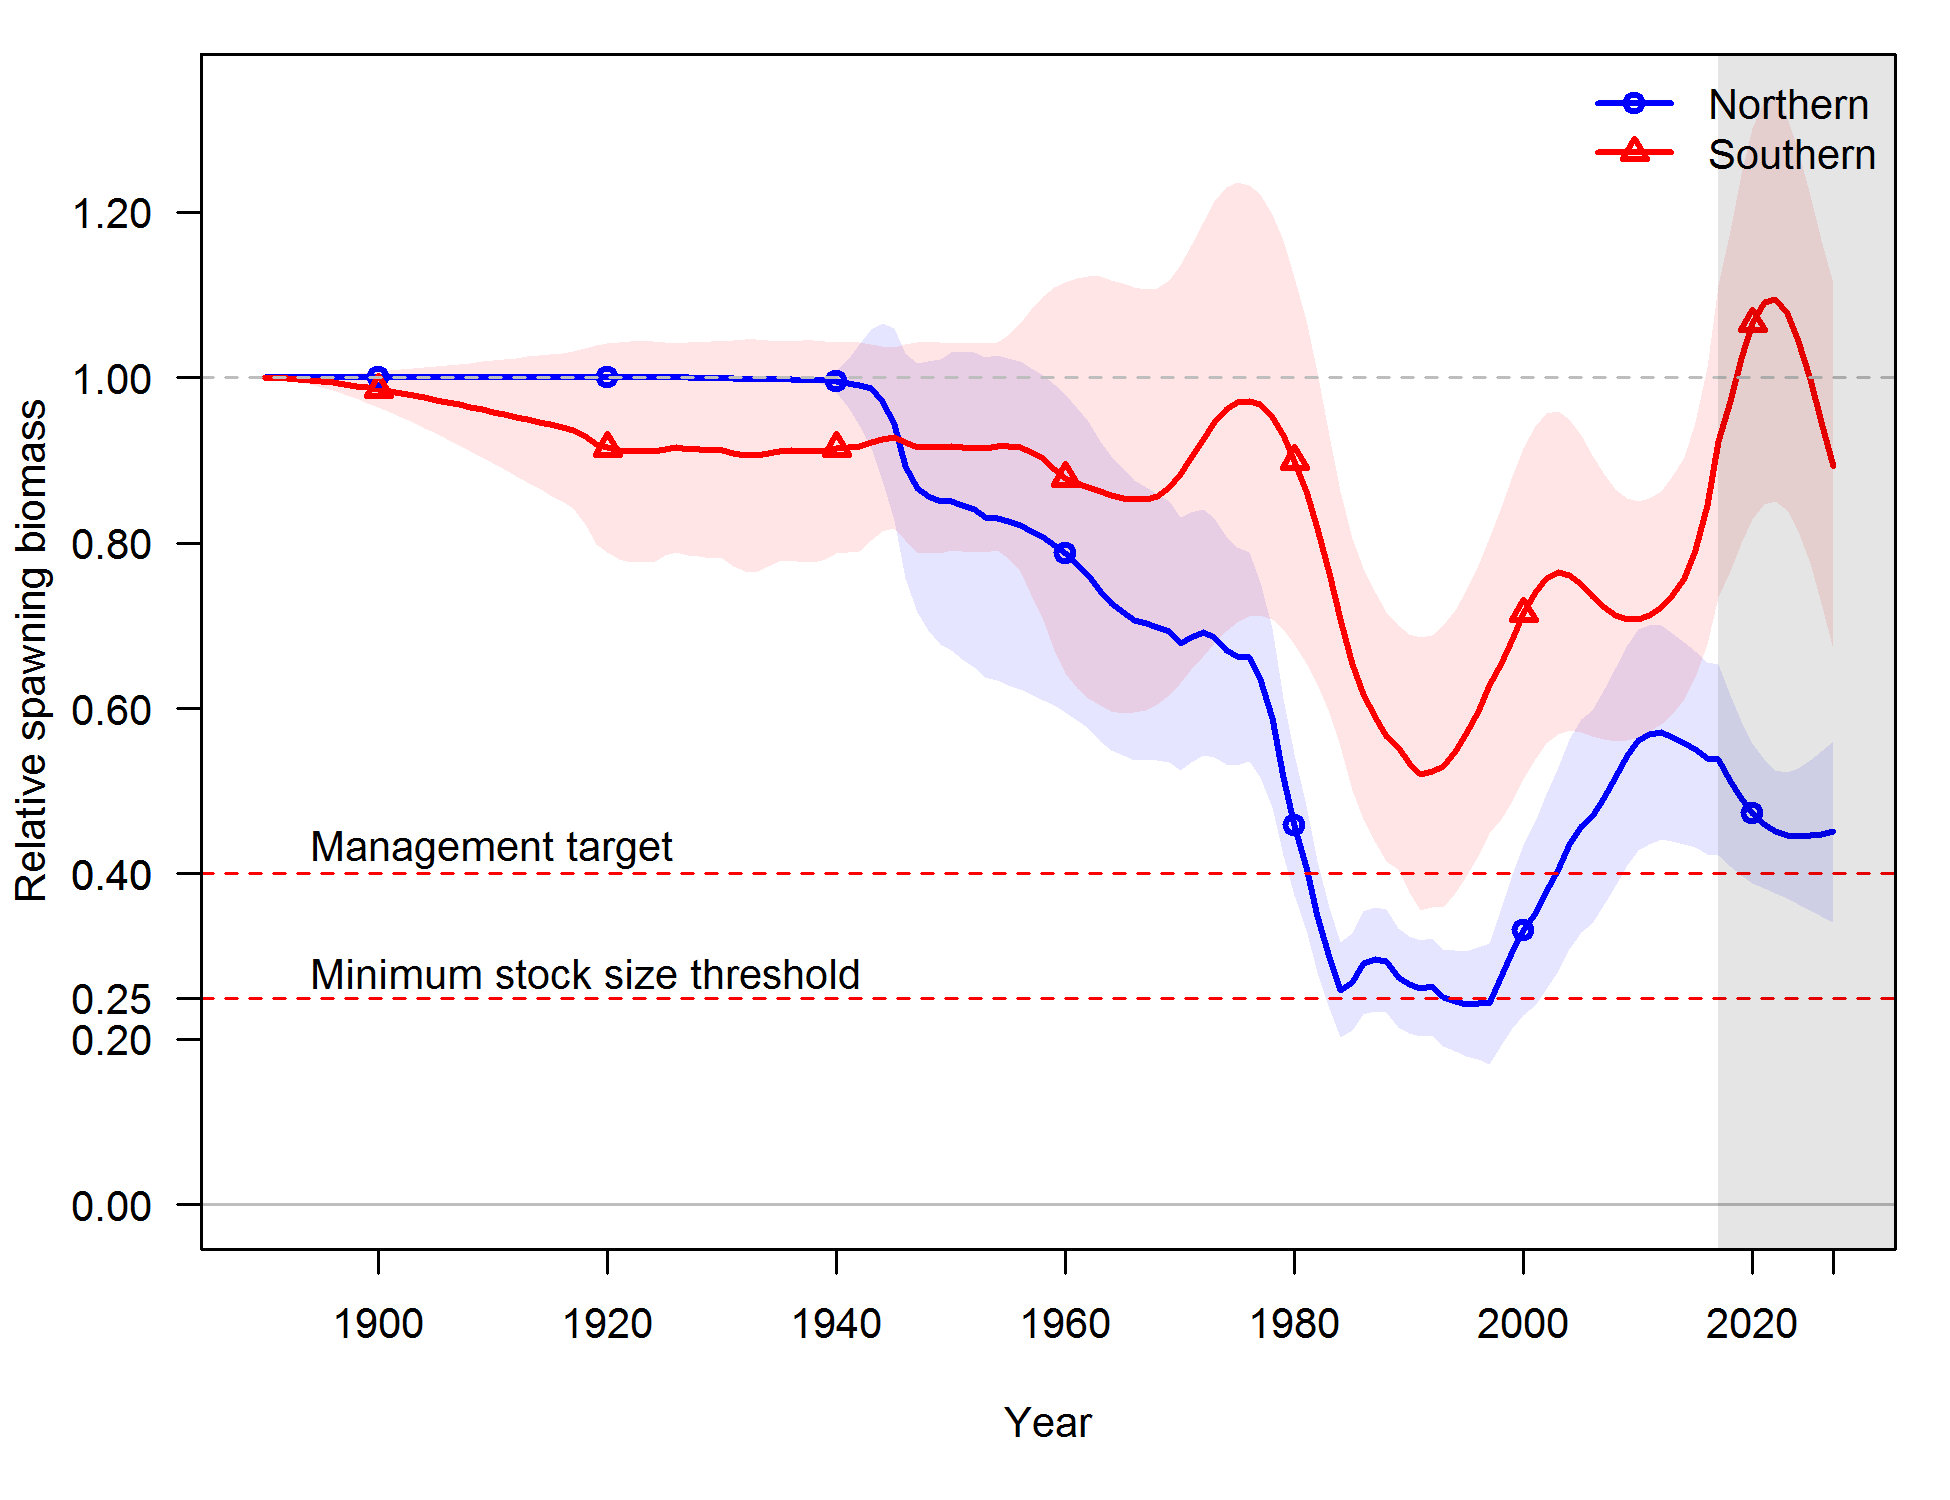 Northern
Southern
1.20
1.00
0.80
0.60
0.40
0.25
0.20
0.00
Relative spawning biomass
Management target
Minimum stock size threshold
1900 1920 1940 1960 1980 2000 2020
Year